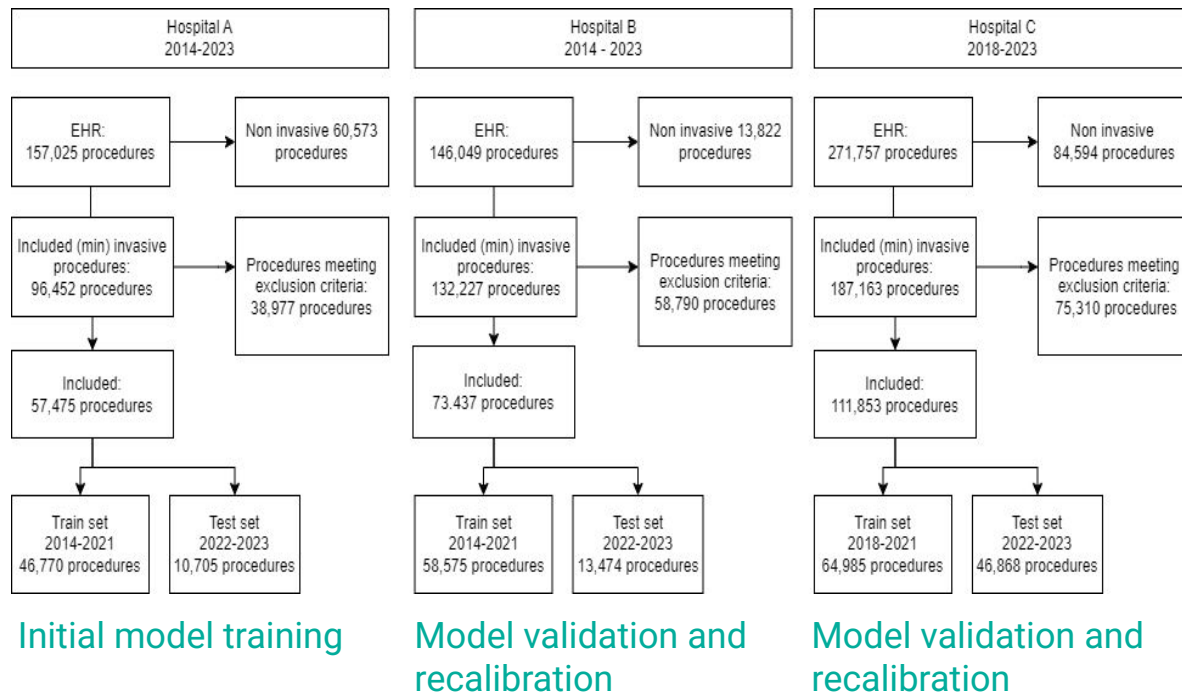 Hospital A
2014-2023
EHR:
157,025 procedures
Non invasive 60,573
procedures
Included (min) invasive
procedures:
96,452 procedures
Procedures meeting
exclusion criteria:
38,977 procedures
Included:
57,475 procedures
Train set
2014-2021
46,770 procedures
Test set
2022-2023
10,705 procedures
Initial model training
Hospital B
2014 - 2023
EHR:
146,049 procedures
Non invasive 13,822
procedures
Included (min) invasive
procedures:
132,227 procedures
Procedures meeting
exclusion criteria:
58,790 procedures
Included:
73.437 procedures
Train set
2014-2021
58,575 procedures
Test set
2022-2023
13,474 procedures
Model validation and
recalibration
Hospital C
2018-2023
EHR:
271,757 procedures
Non invasive
84,594 procedures
Included (min) invasive
procedures:
187,163 procedures
Procedures meeting
exclusion criteria:
75,310 procedures
Included:
111,853 procedures
Train set
2018-2021
64,985 procedures
Test set
2022-2023
46,868 procedures
Model validation and
recalibration